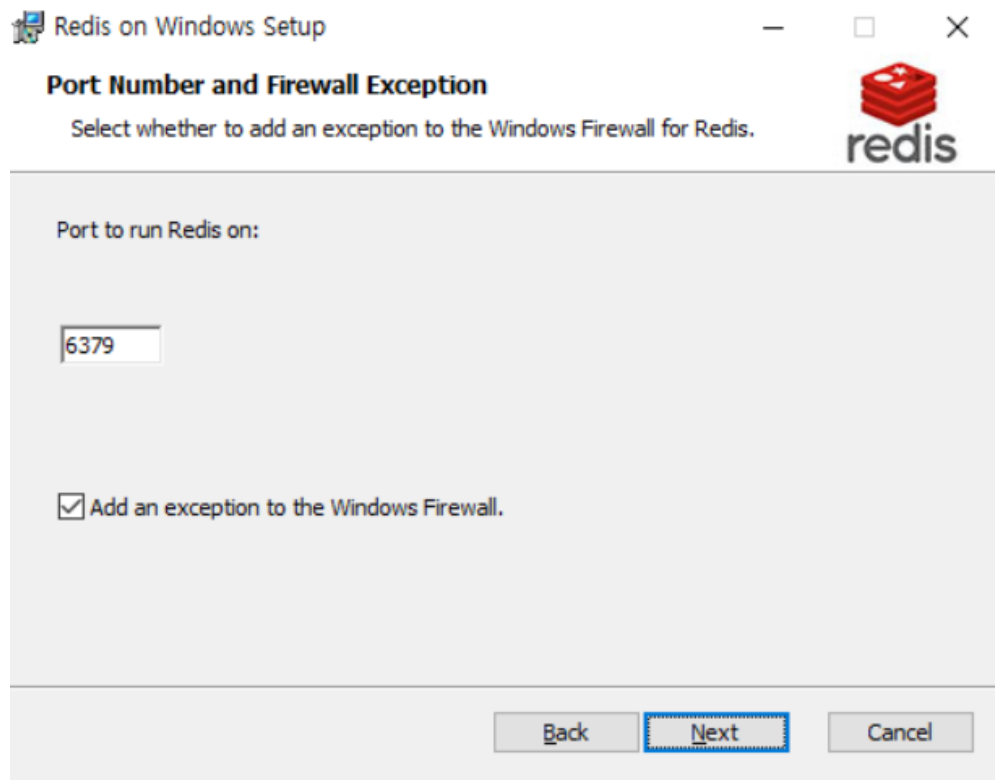 Redis on Windows Setup
Port Number and Firewall Exception
Select whether to add an exception to the Windows Firewall for Redis.
redis
Port to run Redis on:
6379
Add an exception to the Windows Firewall.
Back
Next
Cancel